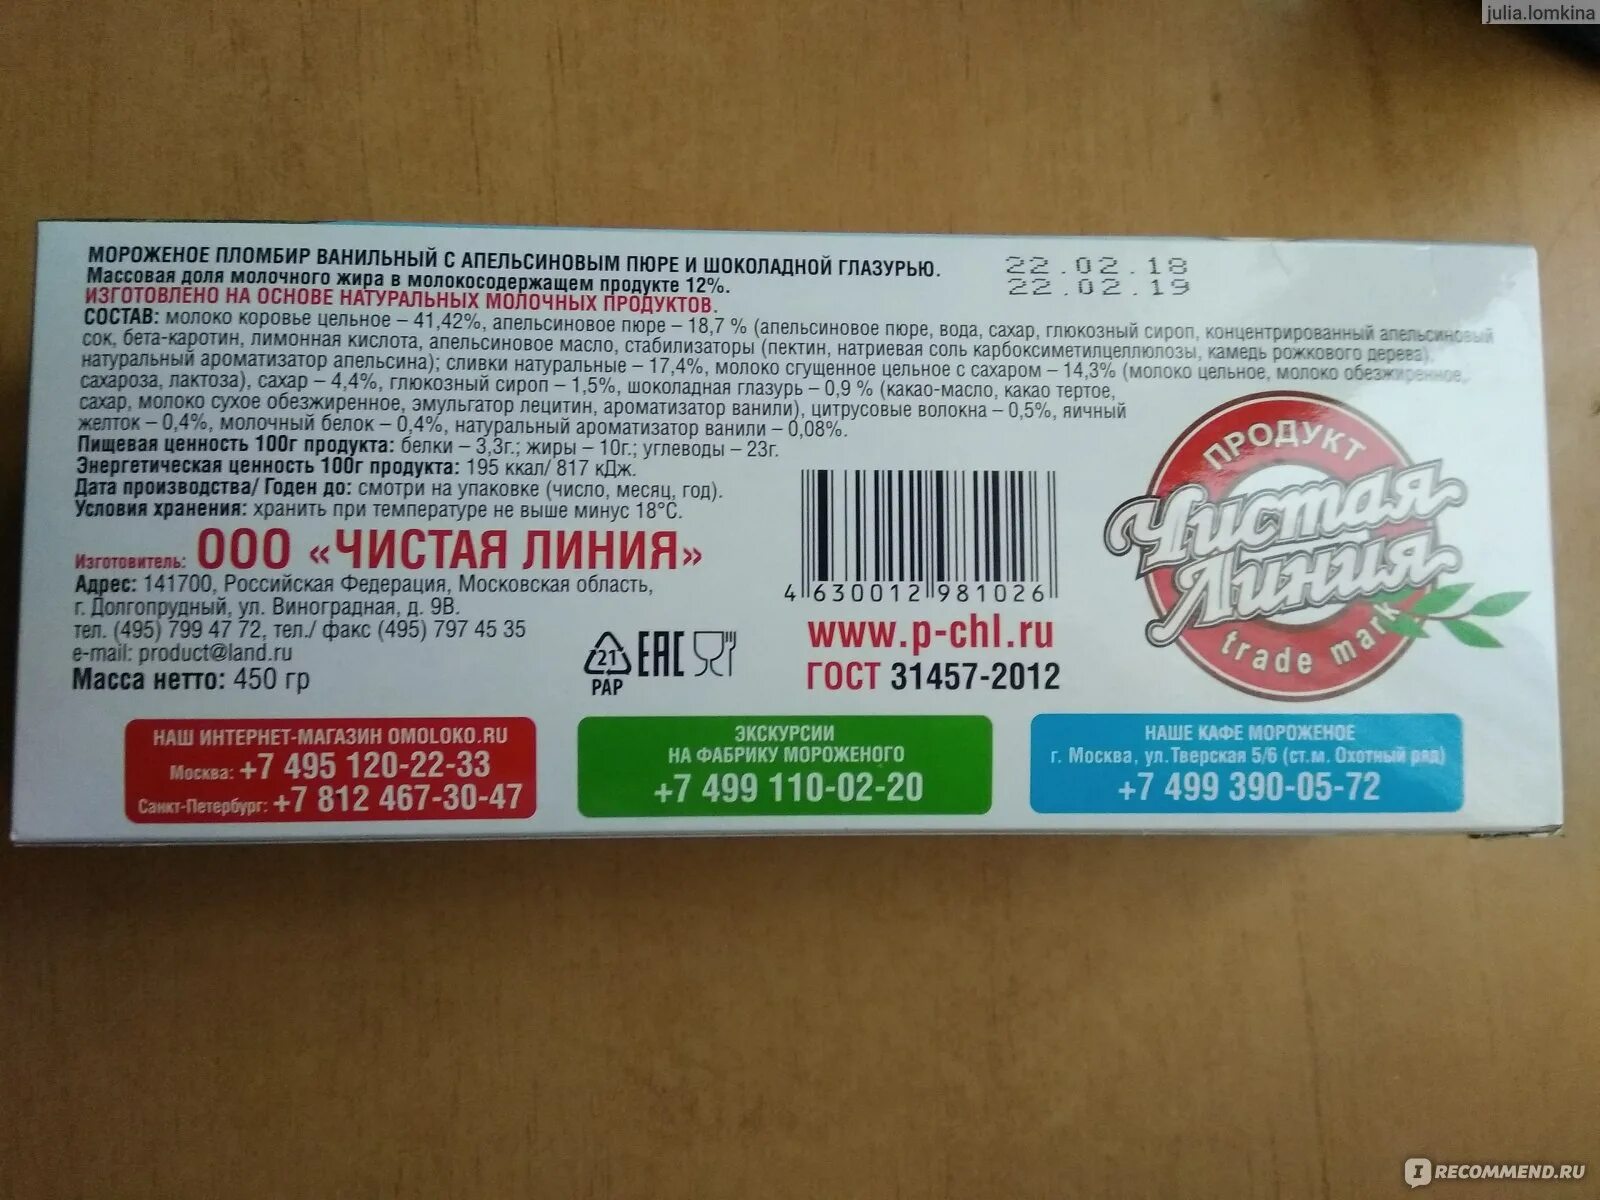 julia.lomkina
МОРОЖЕНОЕ ПЛОМБИР ВАНИЛЬНЫЙ С АПЕЛЬСИНОВЫМ ПЮРЕ И ШОКОЛАДНОЙ ГЛАЗУРЬЮ.
Массовая доля молочного жира в молокосодержащем продукте 12%.
ИЗГОТОВЛЕНО НА ОСНОВЕ НАТУРАЛЬНЫХ МОЛОЧНЫХ ПРОДУКТОВ.
22.02.18
22.02.19
СОСТАВ: молоко коровье цельное – 41,42%, апельсиновое пюре – 18,7 % (апельсиновое пюре, вода, сахар, глюкозный сироп, концентрированный апельсиновый
сок, бета-каротин, лимонная кислота, апельсиновое масло, стабилизаторы (пектин, натриевая соль карбоксиметилцеллюлозы, камедь рожкового дерева),
натуральный ароматизатор апельсина); сливки натуральные – 17,4%, молоко сгущенное цельное с сахаром – 14,3% (молоко цельное, молоко обезжиренное,
сахароза, лактоза), сахар – 4,4%, глюкозный сироп – 1,5%, шоколадная глазурь – 0,9 % (какао-масло, какао тертое,
сахар, молоко сухое обезжиренное, эмульгатор лецитин, ароматизатор ванили), цитрусовые волокна – 0,5%, яичный
желток – 0,4%, молочный белок – 0,4%, натуральный ароматизатор ванили – 0,08%.
Пищевая ценность 100г продукта: белки – 3,3г.; жиры – 10г.; углеводы – 23г.
Энергетическая ценность 100г продукта: 195 ккал/ 817 кДж.
Дата производства/ Годен до: смотри на упаковке (число, месяц, год).
Условия хранения: хранить при температуре не выше минус 18°С.
Изготовитель: ООО «ЧИСТАЯ ЛИНИЯ»
Адрес: 141700, Российская Федерация, Московская область,
г. Долгопрудный, ул. Виноградная, д. 9В.
тел. (495) 799 47 72, тел./ факс (495) 797 45 35
e-mail: product@land.ru
Масса нетто: 450 гр
21
PAP
EAC
4 630012 981026
www.p-chl.ru
ГОСТ 31457-2012
ПРОДУКТ
Чистая
Линия
trade mark
НАШ ИНТЕРНЕТ-МАГАЗИН OMOLOKO.RU
Москва: +7 495 120-22-33
Санкт-Петербург: +7 812 467-30-47
ЭКСКУРСИИ
НА ФАБРИКУ МОРОЖЕНОГО
+7 499 110-02-20
НАШЕ КАФЕ МОРОЖЕНОЕ
г. Москва, ул.Тверская 5/6 (ст.м. Охотный ряд)
+7 499 390-05-72
IRECOMMEND.RU